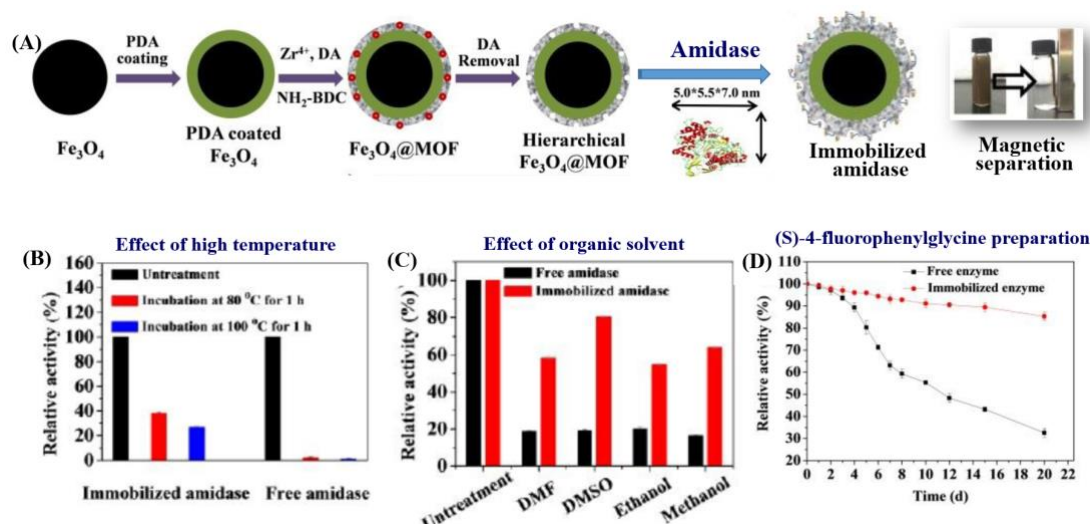 (A)
PDA
coating
Zr⁴⁺, DA
NH₂-BDC
DA
Removal
Amidase
5.0*5.5*7.0 nm
Fe₃O₄
PDA coated
Fe₃O₄
Fe₃O₄@MOF
Hierarchical
Fe₃O₄@MOF
Immobilized
amidase
Magnetic
separation
(B)
Effect of high temperature
Relative activity (%)
160
140
120
100
80
60
40
20
0
Untreatment
Incubation at 80 °C for 1 h
Incubation at 100 °C for 1 h
Immobilized amidase
Free amidase
(C)
Effect of organic solvent
Relative activity (%)
100
80
60
40
20
0
Free amidase
Immobilized amidase
Untreatment
DMF
DMSO
Ethanol
Methanol
(S)-4-fluorophenylglycine preparation
(D)
Relative activity (%)
110
100
90
80
70
60
50
40
30
20
Free enzyme
Immobilized enzyme
0 2 4 6 8 10 12 14 16 18 20 22
Time (d)